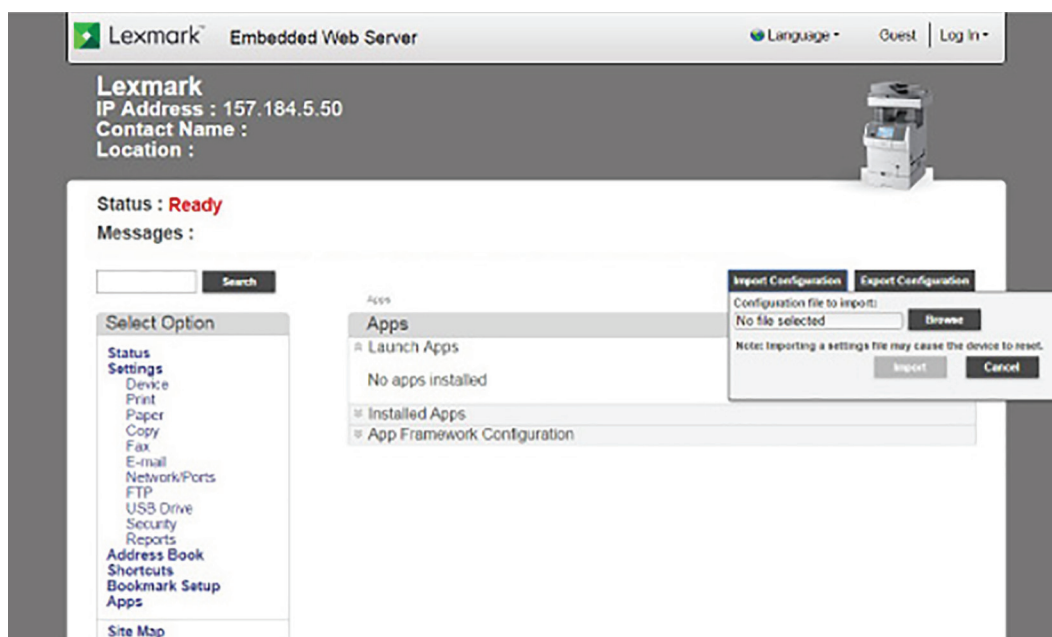 Lexmark™ Embedded Web Server Language Guest Log In
Lexmark
IP Address : 157.184.5.50
Contact Name :
Location :
Status : Ready
Messages :
Search
Select Option
Status
Settings
Device
Print
Paper
Copy
Fax
E-mail
Network/Ports
FTP
USB Drive
Security
Reports
Address Book
Shortcuts
Bookmark Setup
Apps
Site Map
Apps
Apps
Launch Apps
No apps installed
Installed Apps
App Framework Configuration
Import Configuration Export Configuration
Configuration file to import:
No file selected Browse
Note: Importing a settings file may cause the device to reset.
Import Cancel